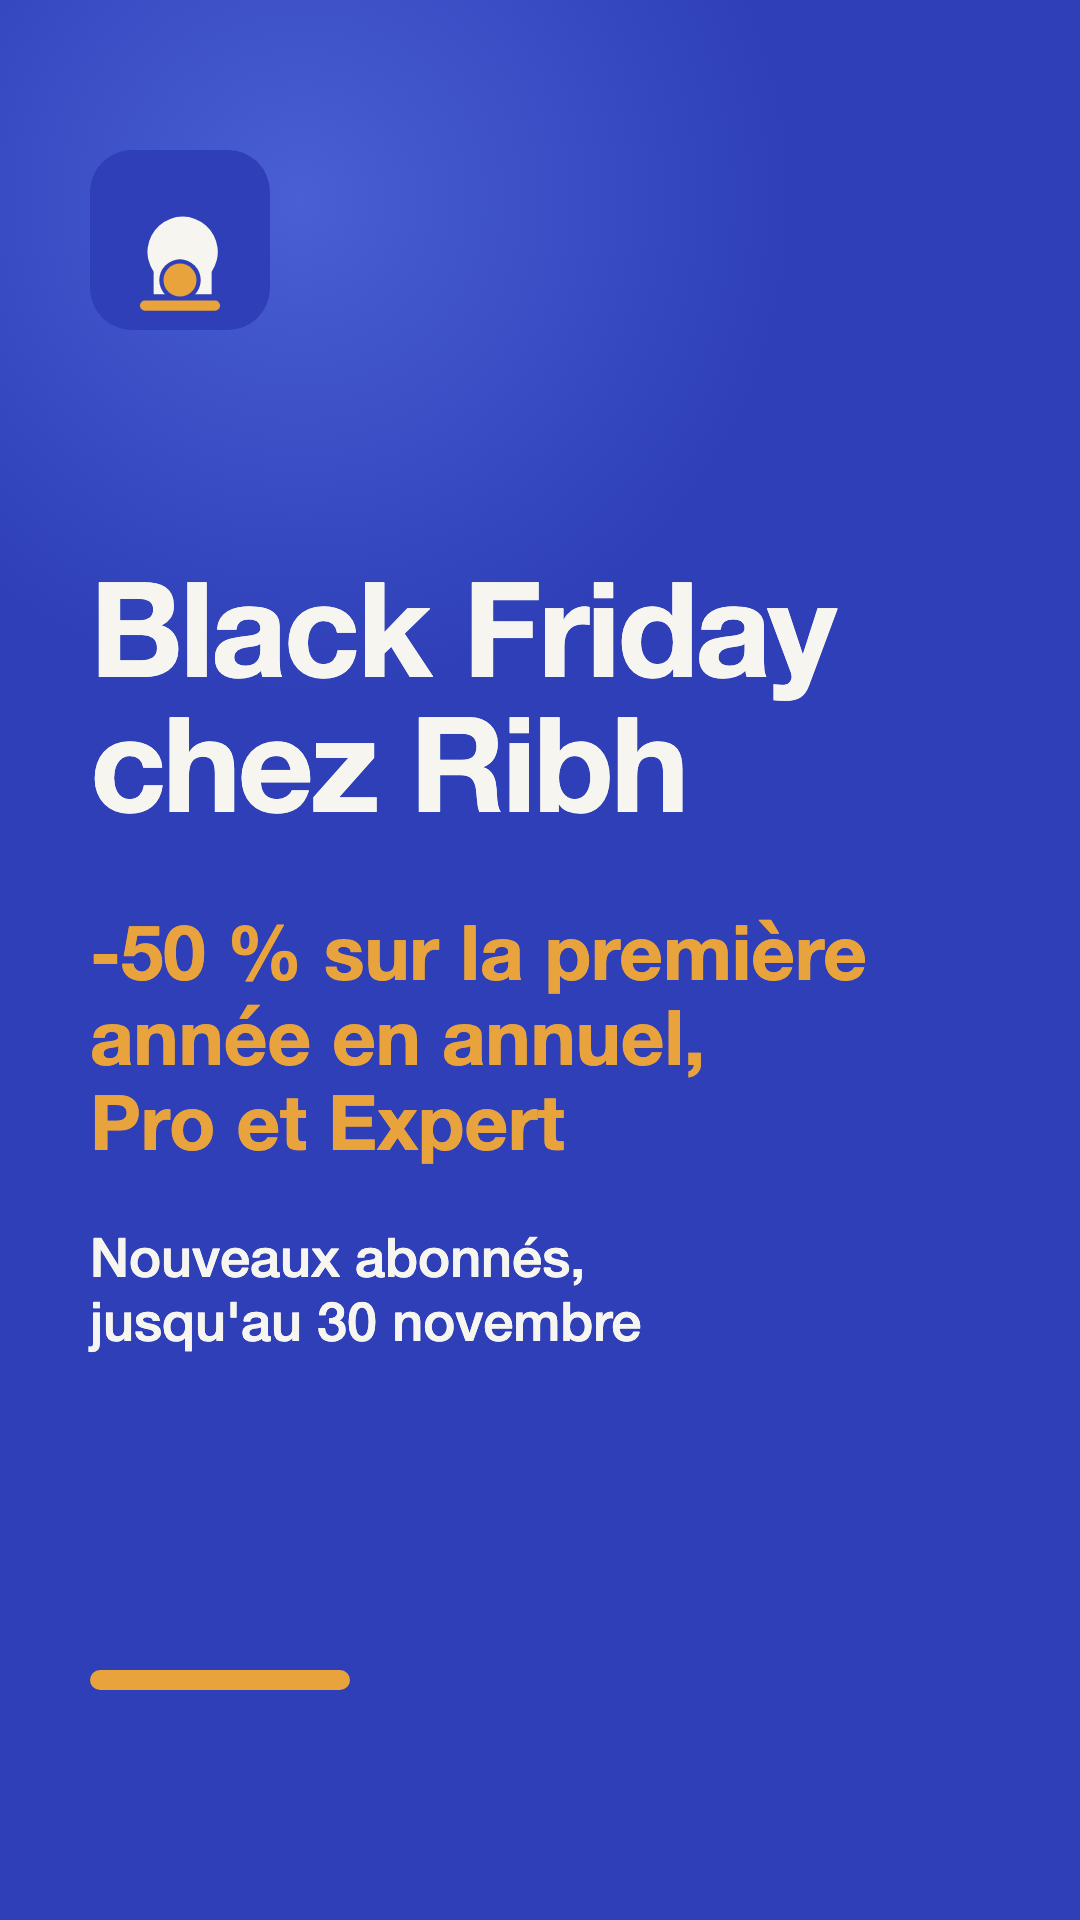 Black Friday
chez Ribh
-50 % sur la première
année en annuel,
Pro et Expert
Nouveaux abonnés,
jusqu'au 30 novembre